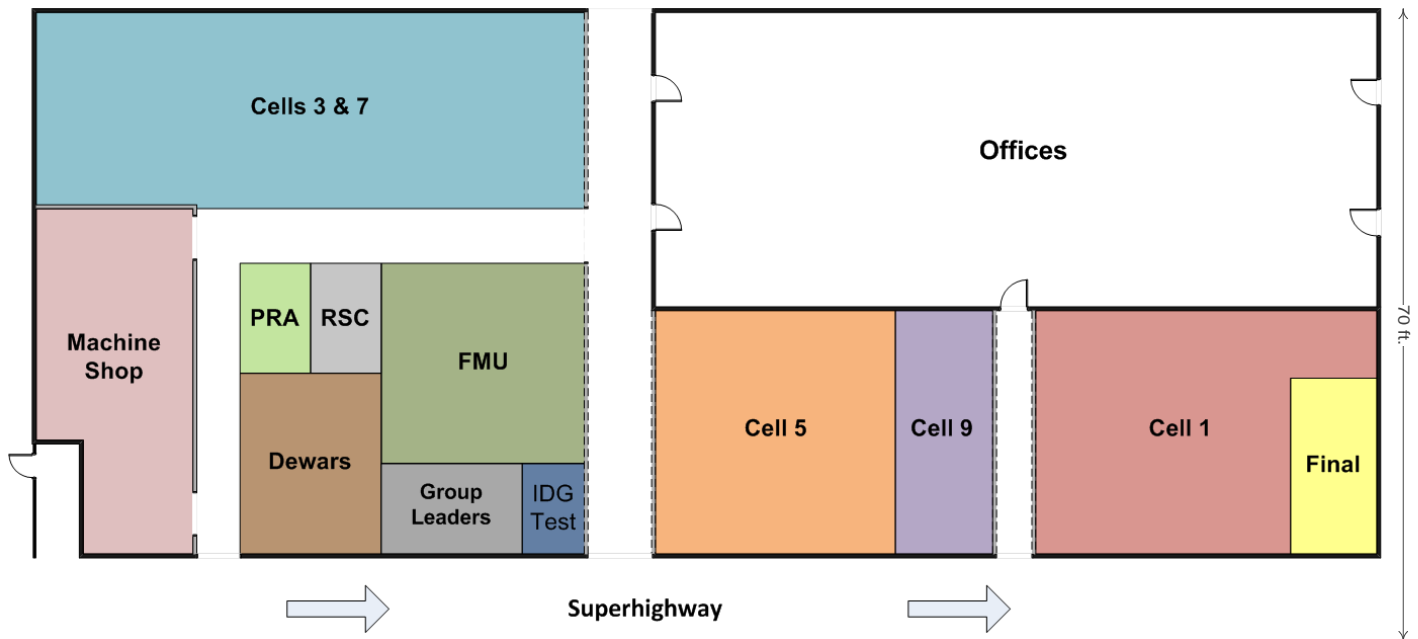 Cells 3 & 7
Offices
70 ft.
PRA
RSC
Machine
Shop
FMU
Cell 5
Cell 9
Cell 1
Dewars
Final
Group
Leaders
IDG
Test
Superhighway